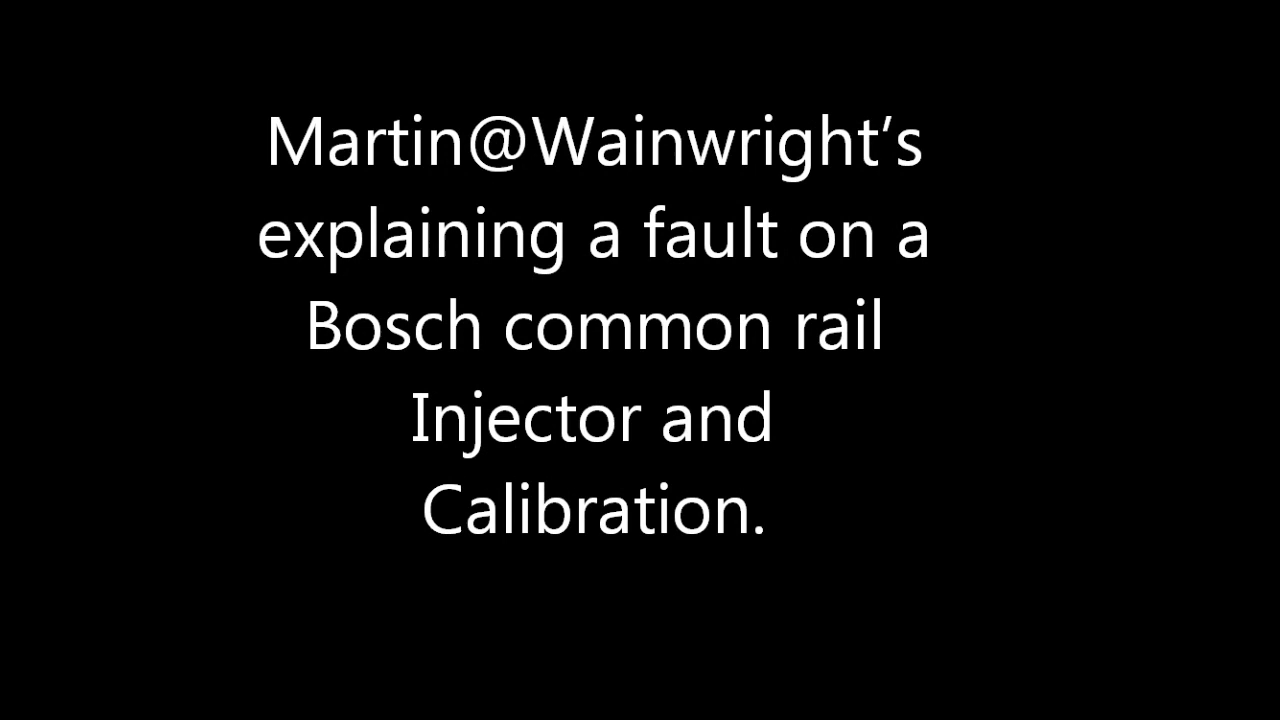 Martin@Wainwright’s
explaining a fault on a
Bosch common rail
Injector and
Calibration.